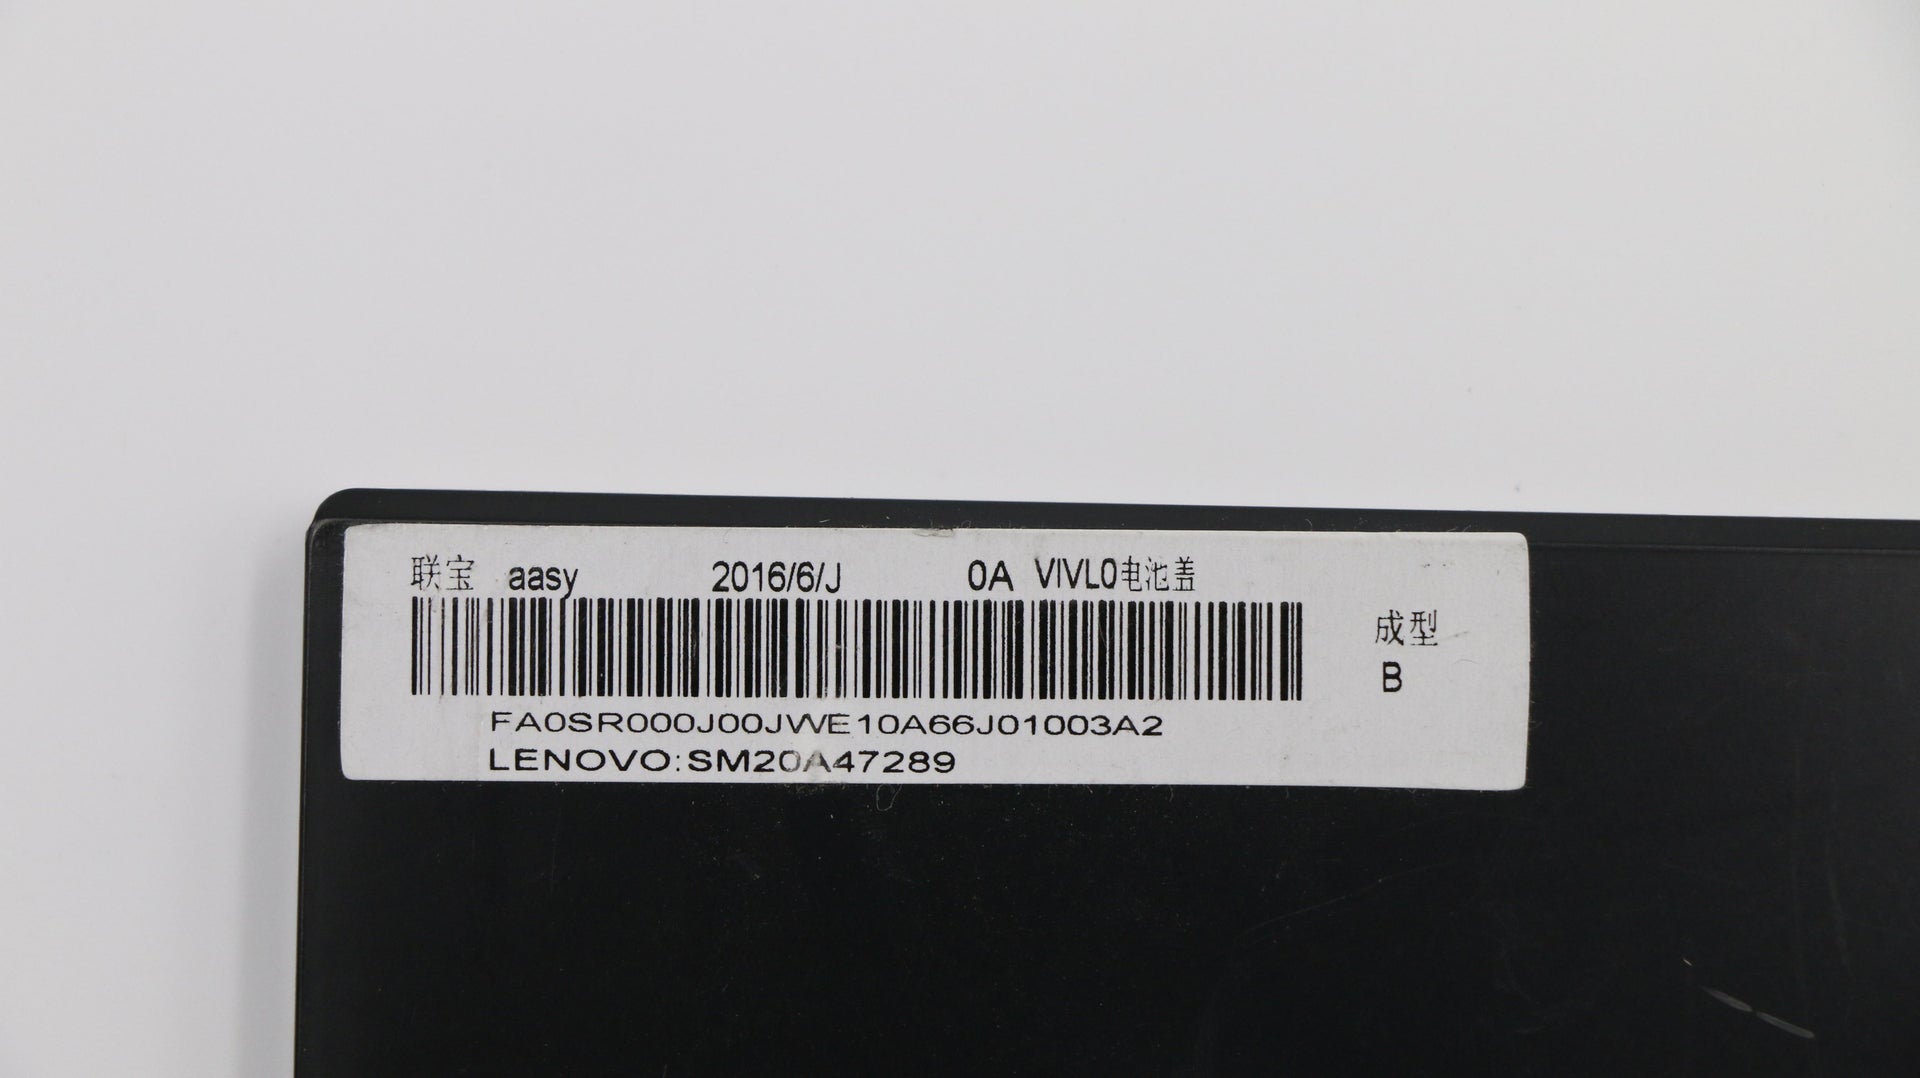 联宝 aasy 2016/6/J 0A VIVL0电池盖
成型
B
FA0SR000J00JWE10A66J01003A2
LENOVO:SM20A47289